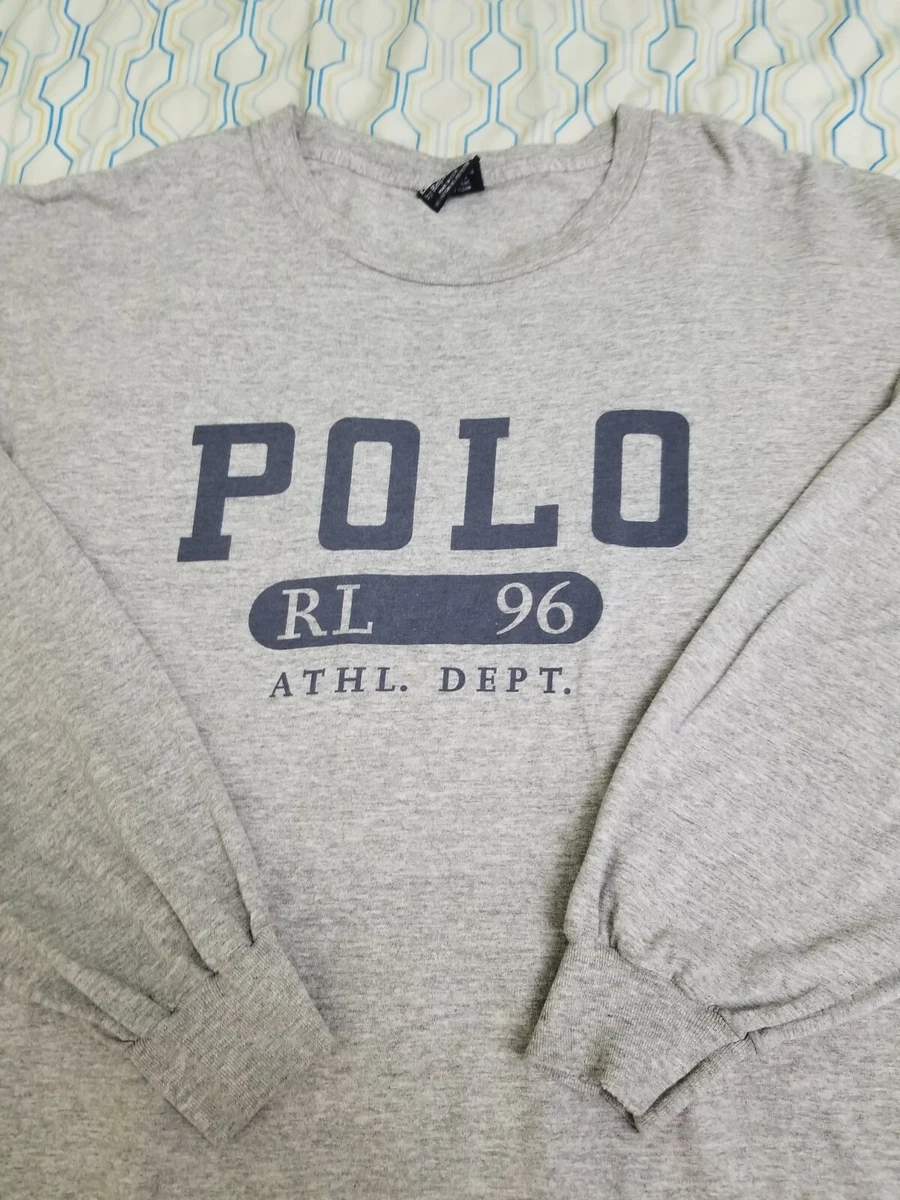 POLO
RL 96
ATHL. DEPT.